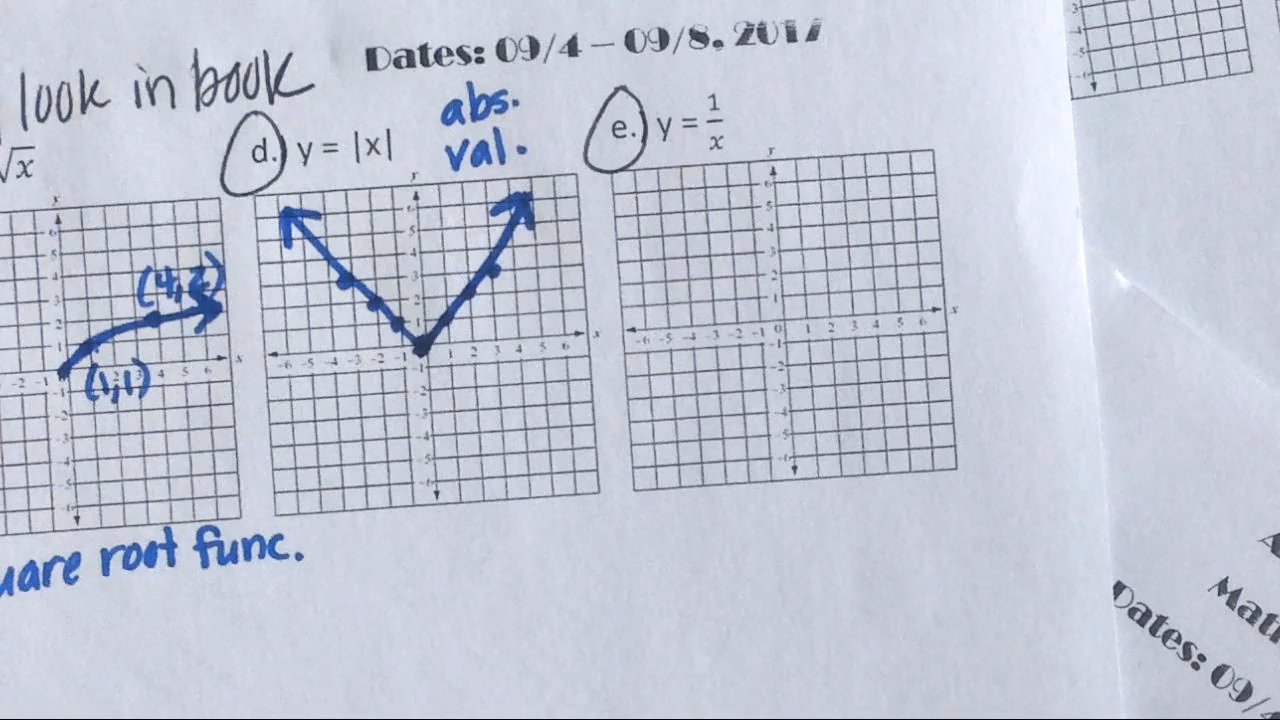 look in book
Dates: 09/4 – 09/8, 2017
√x
d. y = |x|
abs.
val.
e. y = 1/x
(4,2)
(1,1)
uare root func.
Dates: 09/4